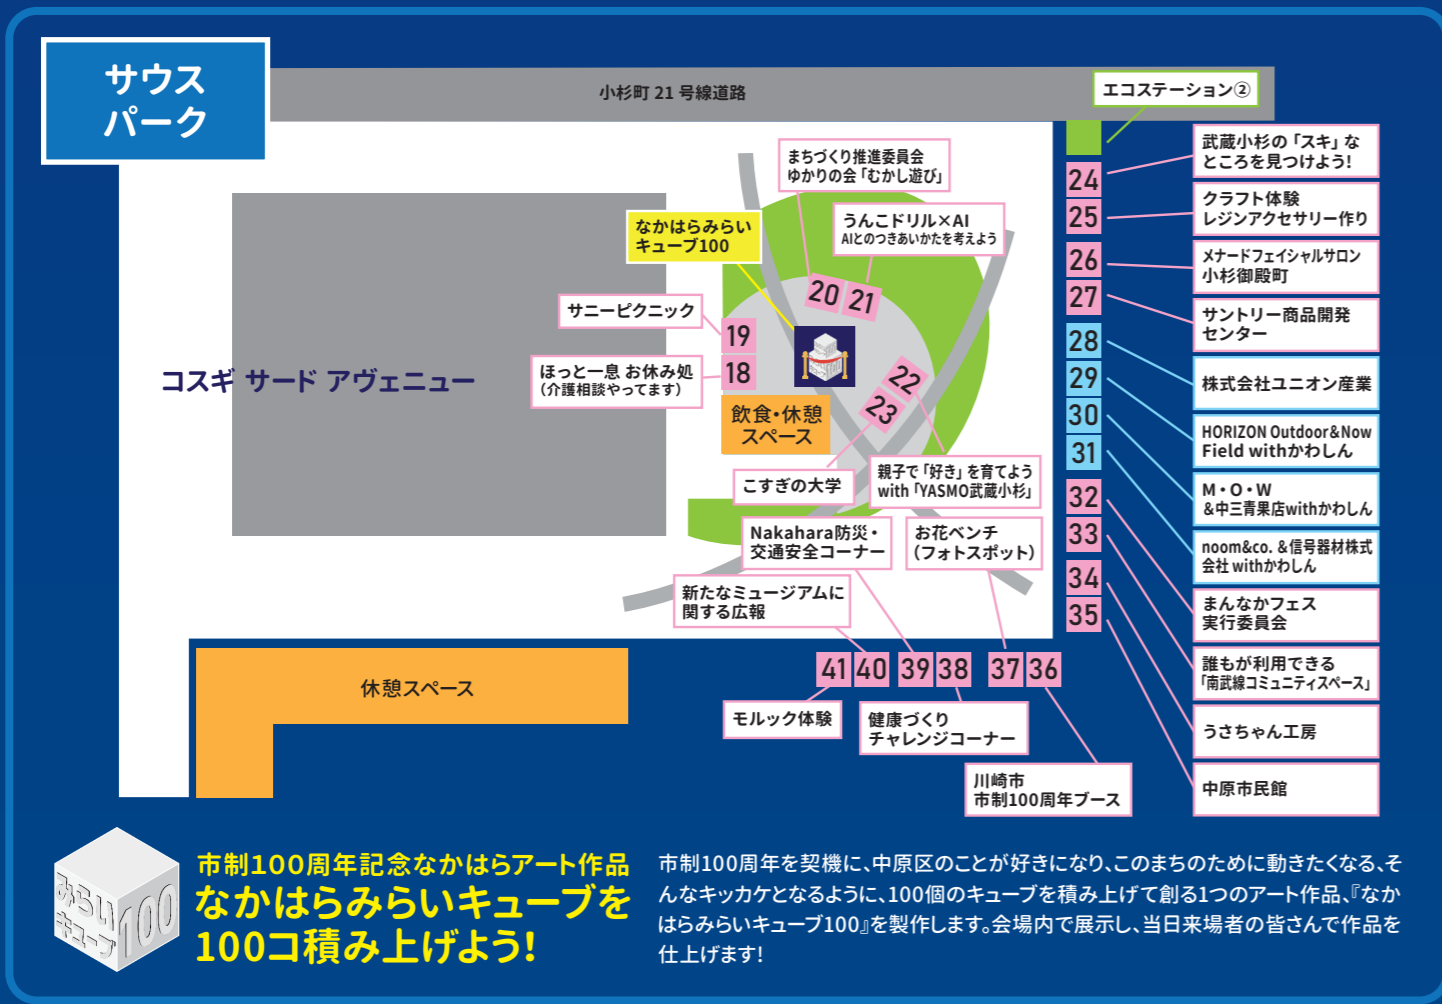 サウス
パーク
小杉町 21 号線道路
エコステーション②
まちづくり推進委員会
ゆかりの会「むかし遊び」
うんこドリル×AI
AIとのつきあいかたを考えよう
なかはらみらい
キューブ100
サニーピクニック
ほっと一息 お休み処
(介護相談やってます)
コスギ サード アヴェニュー
20
21
19
18
22
23
飲食・休憩
スペース
こすぎの大学
親子で「好き」を育てよう
with「YASMO武蔵小杉」
Nakahara防災・
交通安全コーナー
お花ベンチ
(フォトスポット)
新たなミュージアムに
関する広報
24
25
26
27
28
29
30
31
32
33
34
35
武蔵小杉の「スキ」な
ところを見つけよう!
クラフト体験
レジンアクセサリー作り
メナードフェイシャルサロン
小杉御殿町
サントリー商品開発
センター
株式会社ユニオン産業
HORIZON Outdoor&Now
Field withかわしん
M・O・W
&中三青果店withかわしん
noom&co. &信号器材株式
会社 withかわしん
まんなかフェス
実行委員会
誰もが利用できる
「南武線コミュニティスペース」
うさちゃん工房
中原市民館
41
40
39
38
37
36
モルック体験
健康づくり
チャレンジコーナー
川崎市
市制100周年ブース
休憩スペース
みらい
キューブ
100
市制100周年記念なかはらアート作品
なかはらみらいキューブを
100コ積み上げよう!
市制100周年を契機に、中原区のことが好きになり、このまちのために動きたくなる、そ
んなキッカケとなるように、100個のキューブを積み上げて創る1つのアート作品、『なか
はらみらいキューブ100』を製作します。会場内で展示し、当日来場者の皆さんで作品を
仕上げます!